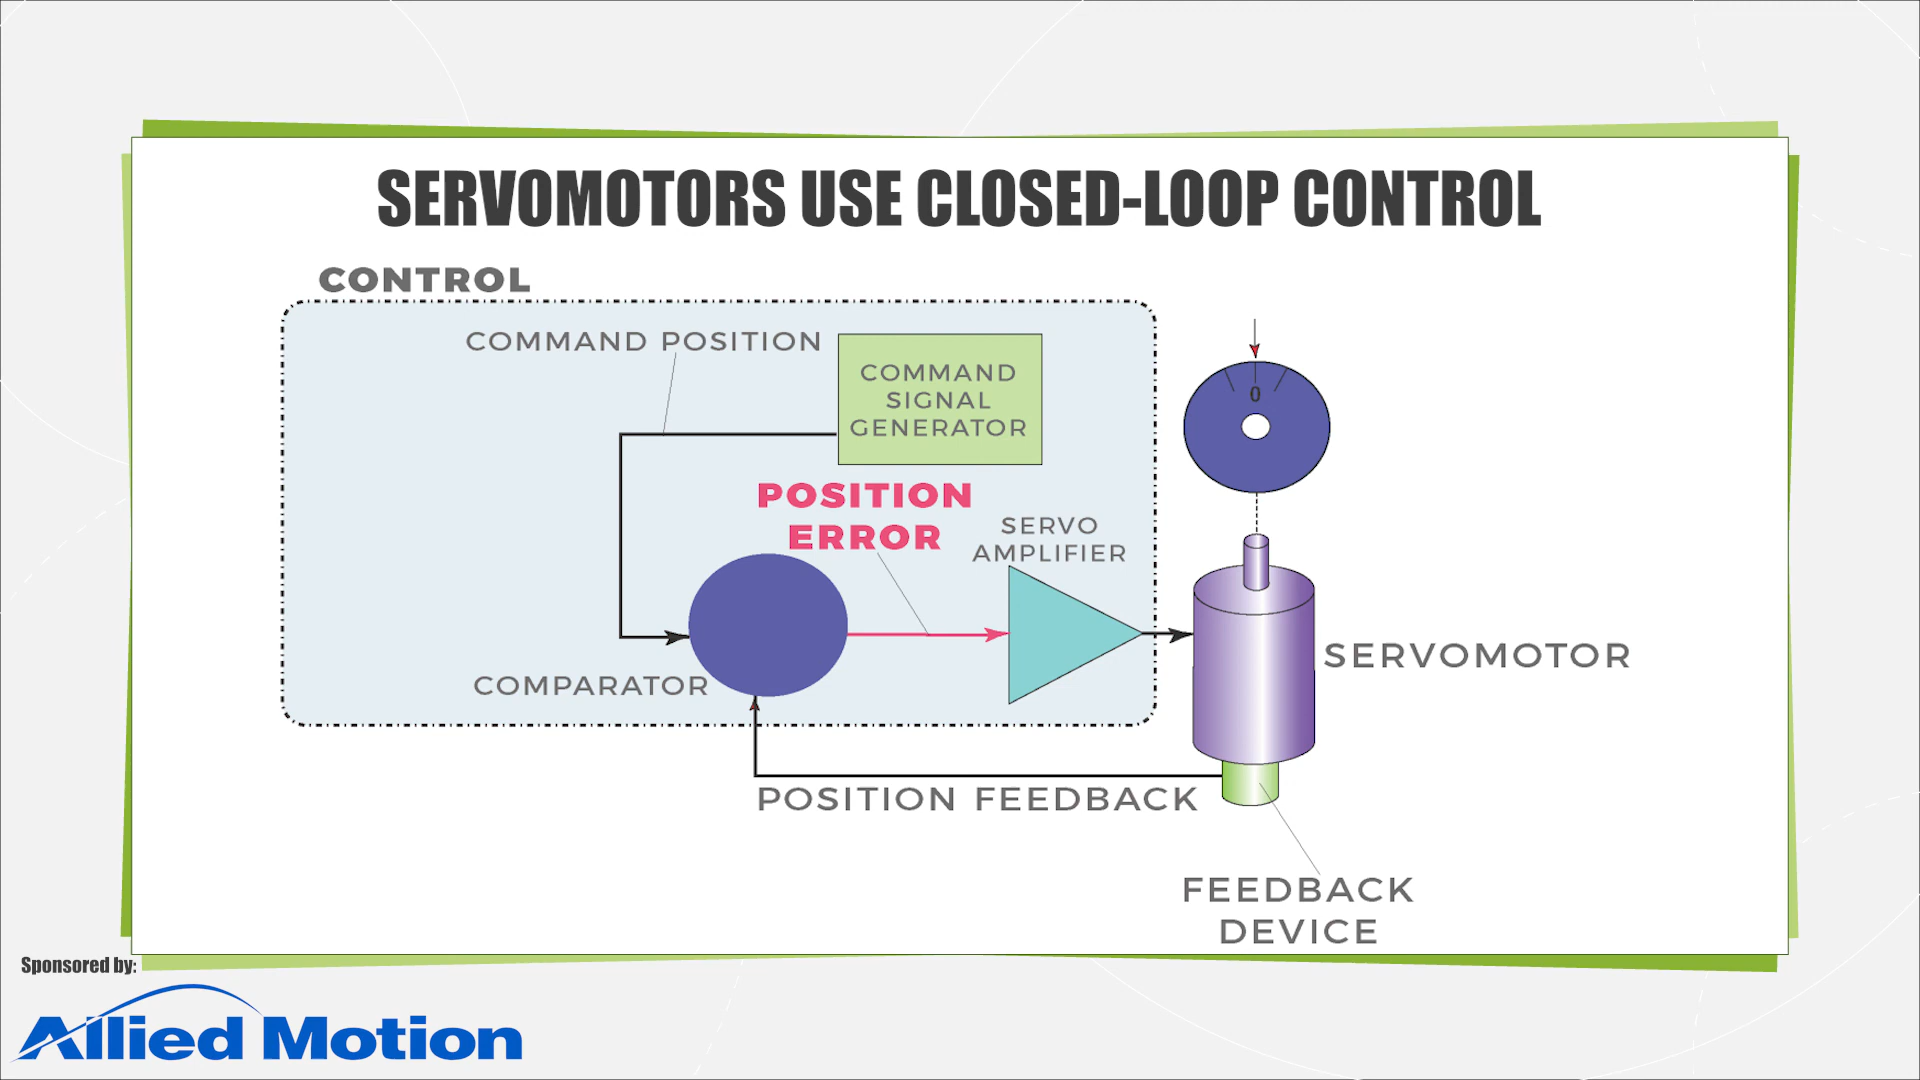 SERVOMOTORS USE CLOSED-LOOP CONTROL
CONTROL
COMMAND POSITION
COMMAND
SIGNAL
GENERATOR
0
POSITION
ERROR
SERVO
AMPLIFIER
COMPARATOR
SERVOMOTOR
POSITION FEEDBACK
FEEDBACK
DEVICE
Sponsored by:
Allied Motion